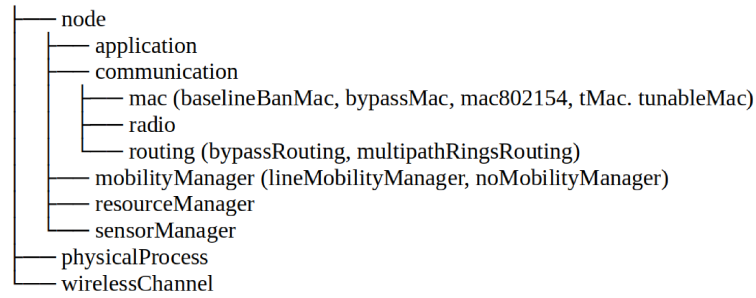 node
application
communication
mac (baselineBanMac, bypassMac, mac802154, tMac. tunableMac)
radio
routing (bypassRouting, multipathRingsRouting)
mobilityManager (lineMobilityManager, noMobilityManager)
resourceManager
sensorManager
physicalProcess
wirelessChannel